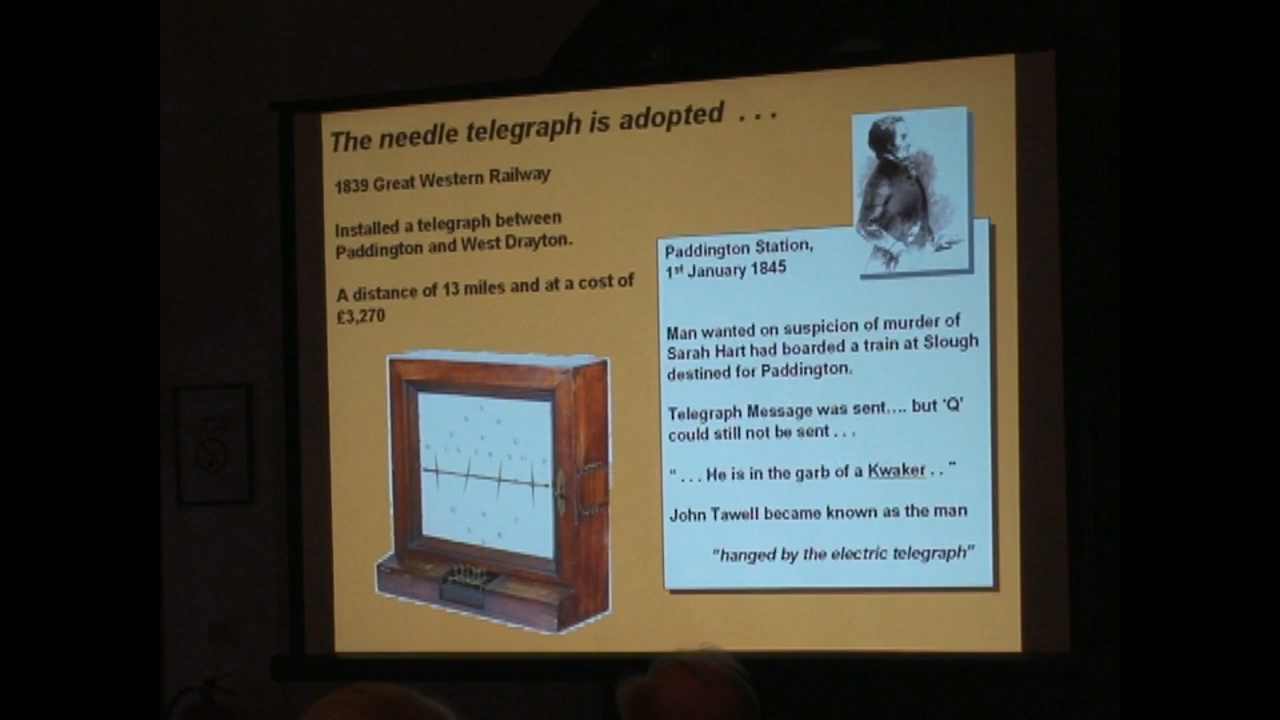 The needle telegraph is adopted . . .
1839 Great Western Railway
Installed a telegraph between
Paddington and West Drayton.
A distance of 13 miles and at a cost of
£3,270
Paddington Station,
1st January 1845
Man wanted on suspicion of murder of
Sarah Hart had boarded a train at Slough
destined for Paddington.
Telegraph Message was sent.... but 'Q'
could still not be sent . . .
" . . . He is in the garb of a Kwaker . . "
John Tawell became known as the man
"hanged by the electric telegraph"